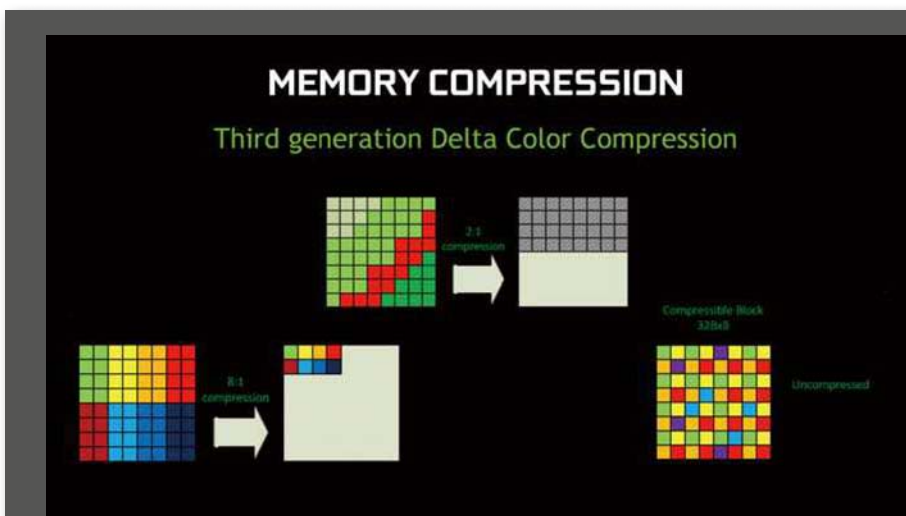 MEMORY COMPRESSION
Third generation Delta Color Compression
2:1
compression
Compressible Block
32Bx8
8:1
compression
Uncompressed